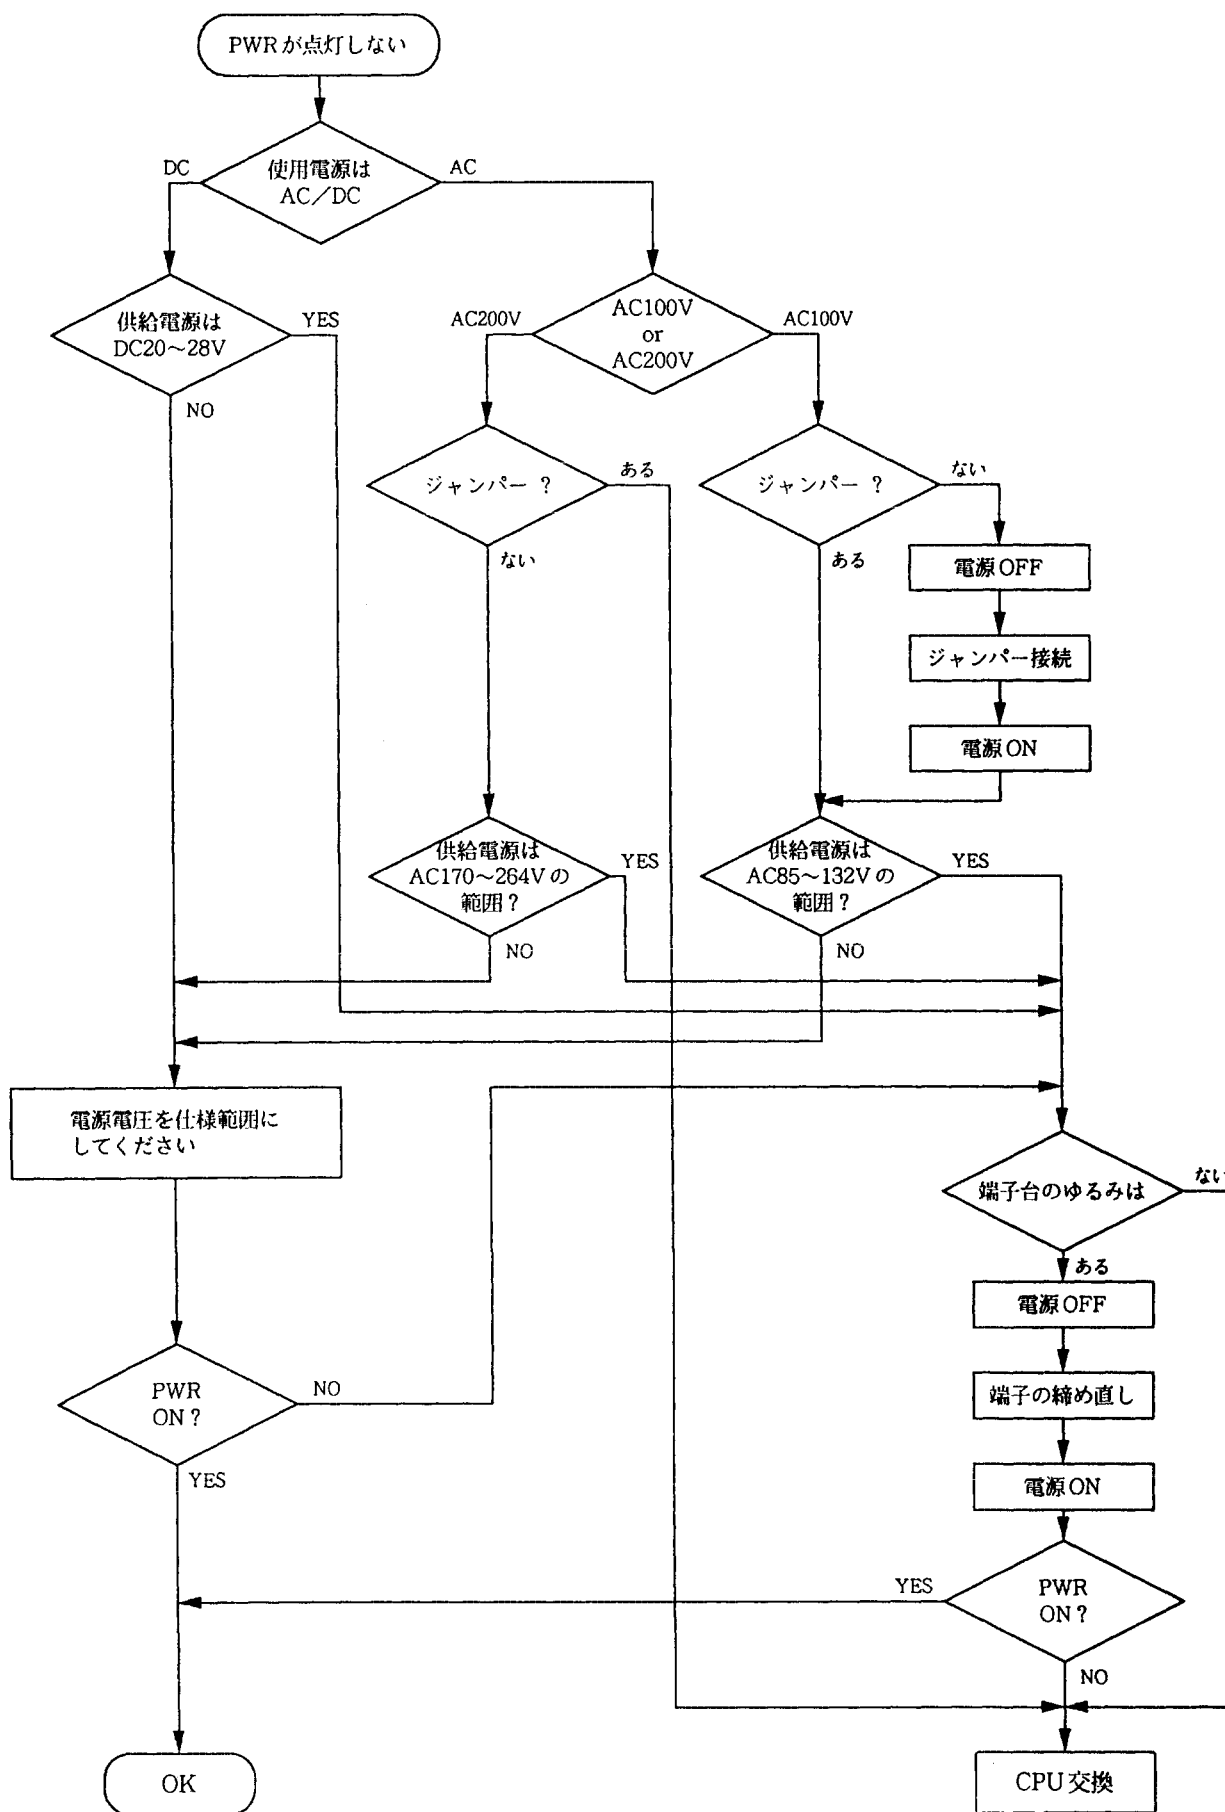 PWRが点灯しない
使用電源は
AC／DC
DC
AC
供給電源は
DC20～28V
YES
NO
AC100V
or
AC200V
AC200V
AC100V
ジャンパー ？
ある
ない
ジャンパー ？
ない
ある
電源OFF
ジャンパー接続
電源ON
供給電源は
AC170～264Vの
範囲？
YES
NO
供給電源は
AC85～132Vの
範囲？
YES
NO
電源電圧を仕様範囲に
してください
端子台のゆるみは
ない
ある
電源OFF
端子の締め直し
電源ON
PWR
ON？
NO
YES
PWR
ON？
YES
NO
OK
CPU交換